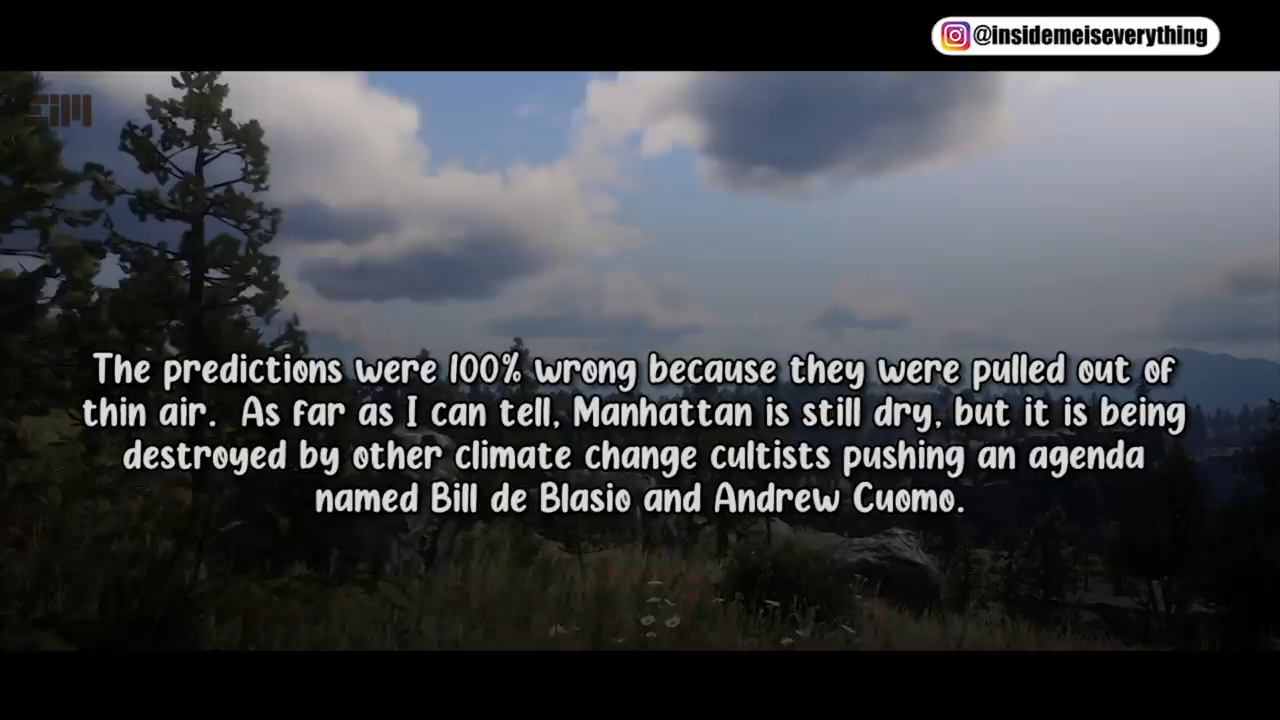 @insidemeiseverything
EiM
The predictions were 100% wrong because they were pulled out of
thin air.  As far as I can tell, Manhattan is still dry, but it is being
destroyed by other climate change cultists pushing an agenda
named Bill de Blasio and Andrew Cuomo.